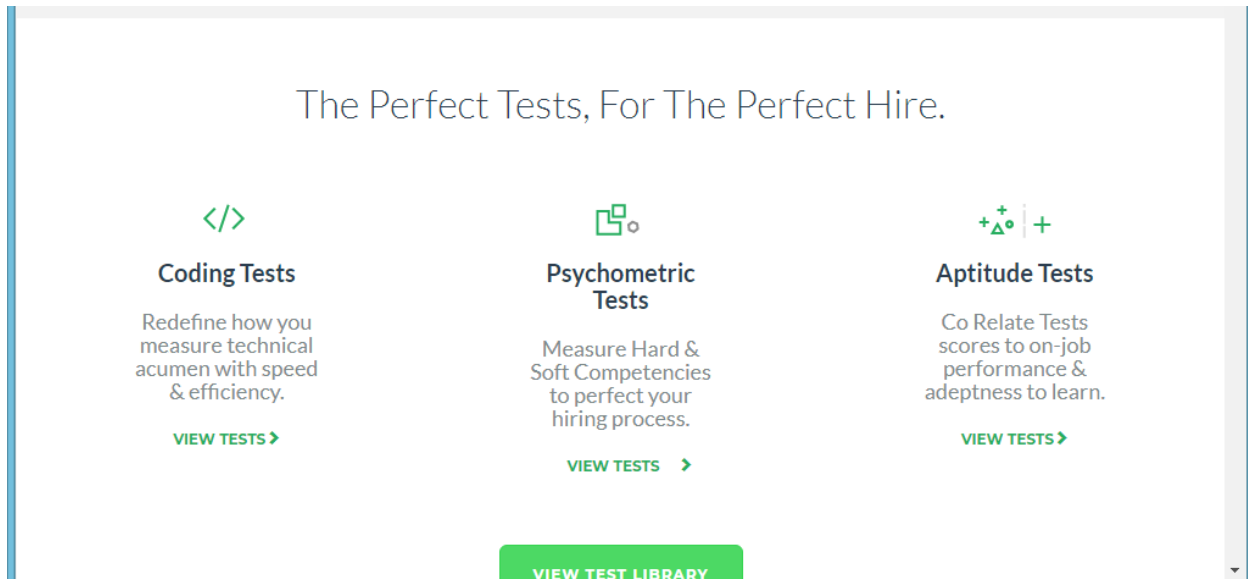 The Perfect Tests, For The Perfect Hire.
Coding Tests
Redefine how you
measure technical
acumen with speed
& efficiency.
VIEW TESTS
Psychometric
Tests
Measure Hard &
Soft Competencies
to perfect your
hiring process.
VIEW TESTS
Aptitude Tests
Co Relate Tests
scores to on-job
performance &
adeptness to learn.
VIEW TESTS
VIEW TEST LIBRARY